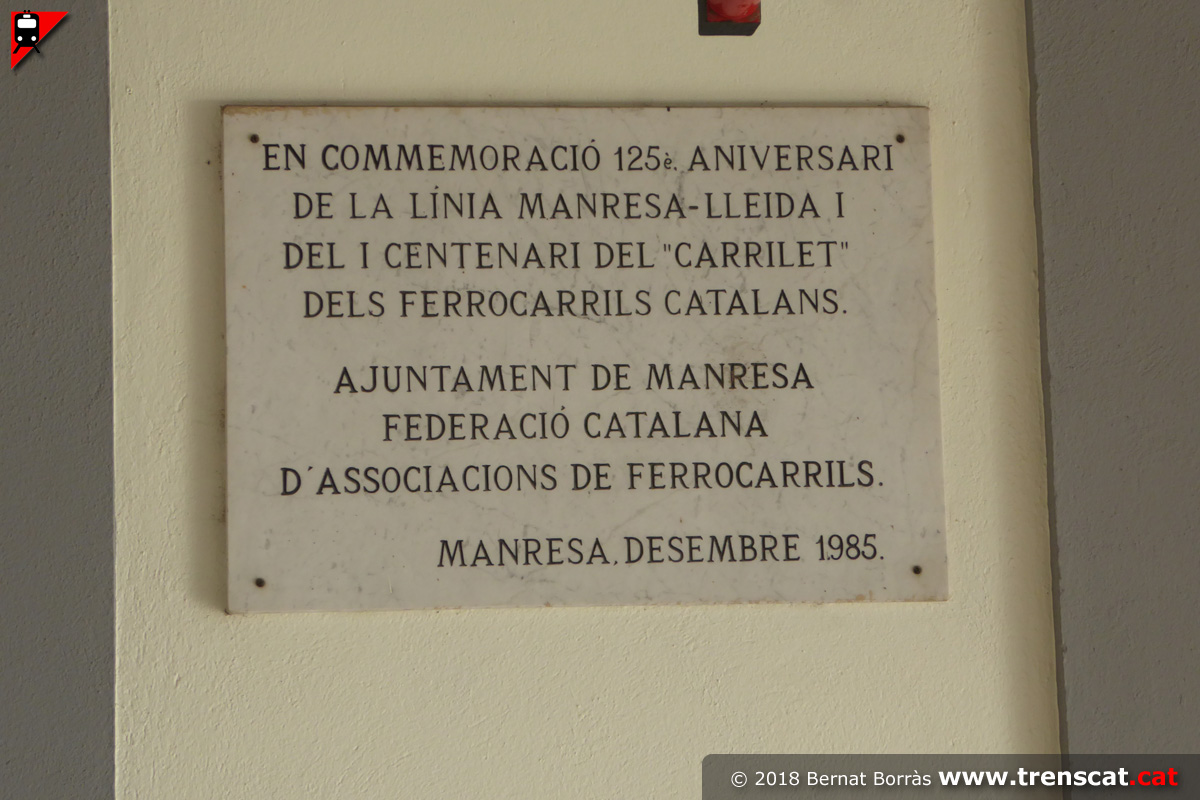 EN COMMEMORACIÓ 125è. ANIVERSARI
DE LA LÍNIA MANRESA-LLEIDA I
DEL I CENTENARI DEL "CARRILET"
DELS FERROCARRILS CATALANS.
AJUNTAMENT DE MANRESA
FEDERACIÓ CATALANA
D´ASSOCIACIONS DE FERROCARRILS.
MANRESA, DESEMBRE 1.985.
© 2018 Bernat Borràs www.trenscat.cat